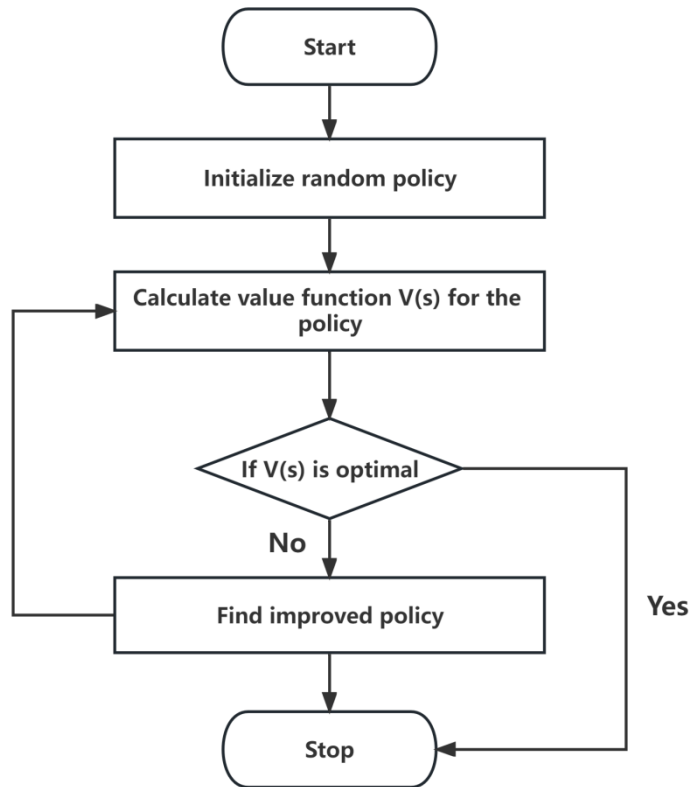 Start
Initialize random policy
Calculate value function V(s) for the
policy
If V(s) is optimal
No
Find improved policy
Yes
Stop